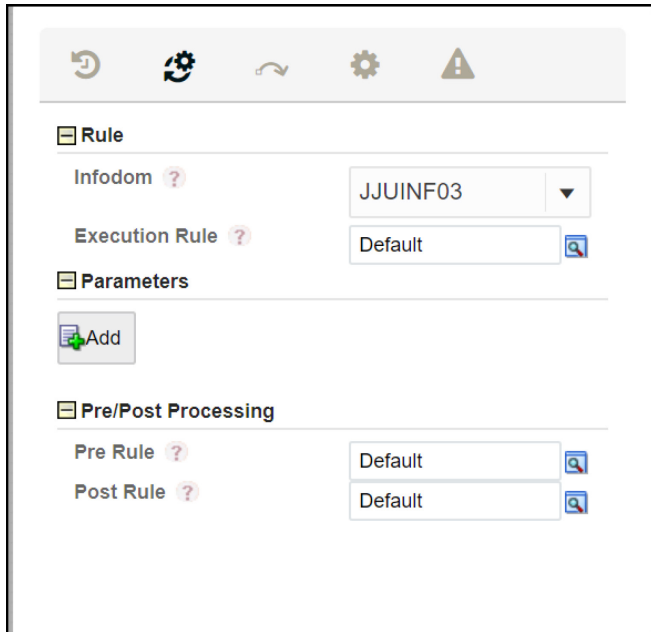 Rule
Infodom ?
JJUINF03
Execution Rule ?
Default
Parameters
Add
Pre/Post Processing
Pre Rule ?
Default
Post Rule ?
Default